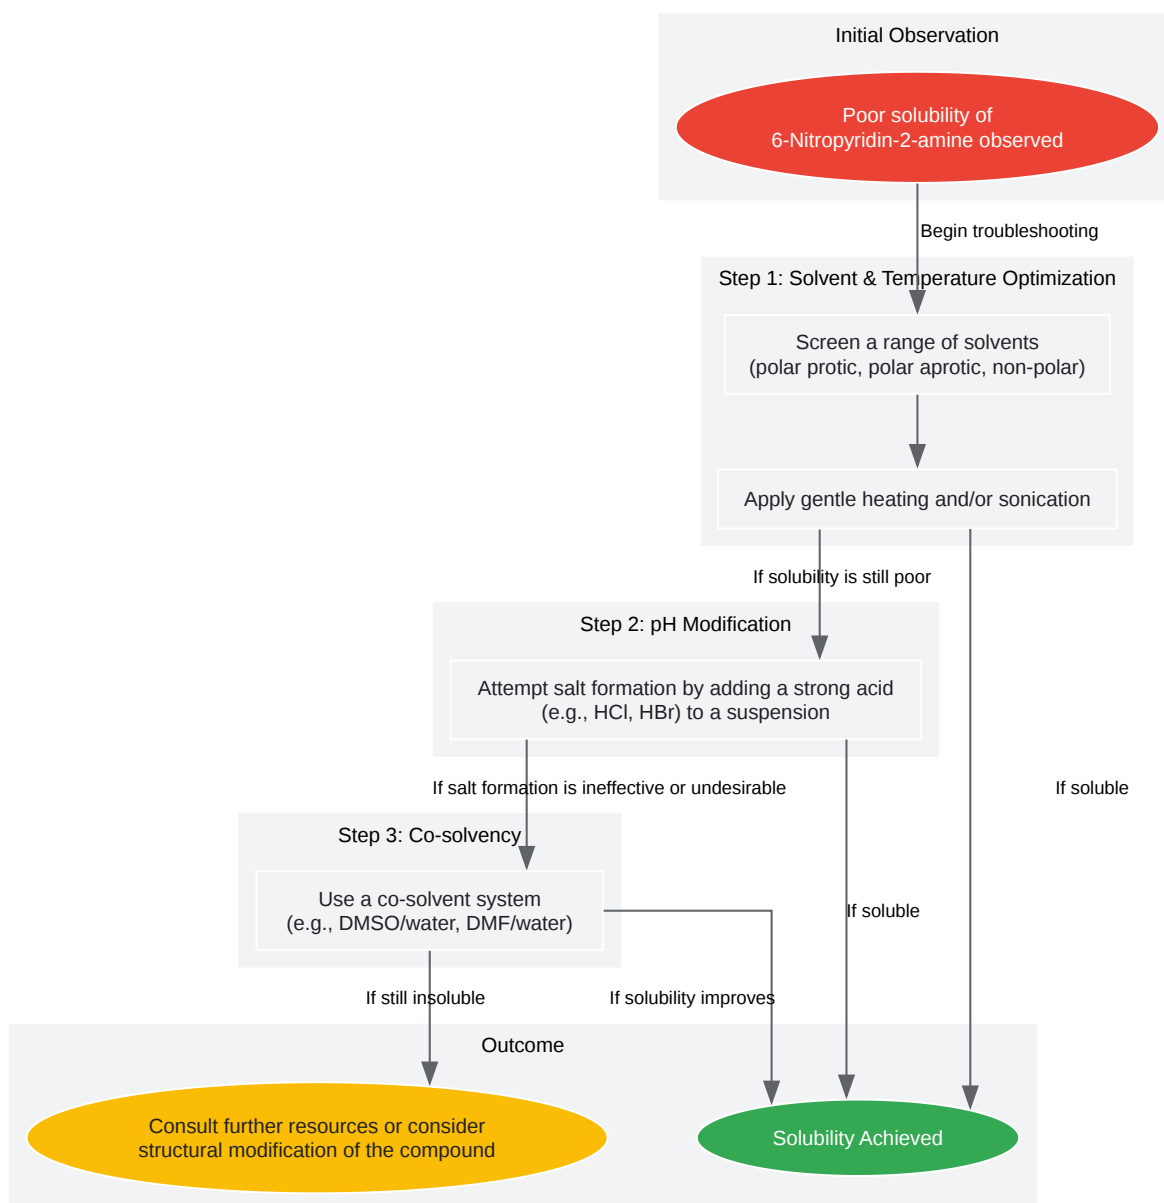 Initial Observation
Poor solubility of
6-Nitropyridin-2-amine observed
Begin troubleshooting
Step 1: Solvent & Temperature Optimization
Screen a range of solvents
(polar protic, polar aprotic, non-polar)
Apply gentle heating and/or sonication
If solubility is still poor
Step 2: pH Modification
Attempt salt formation by adding a strong acid
(e.g., HCl, HBr) to a suspension
If salt formation is ineffective or undesirable
If soluble
Step 3: Co-solvency
Use a co-solvent system
(e.g., DMSO/water, DMF/water)
If soluble
If still insoluble
If solubility improves
Outcome
Consult further resources or consider
structural modification of the compound
Solubility Achieved